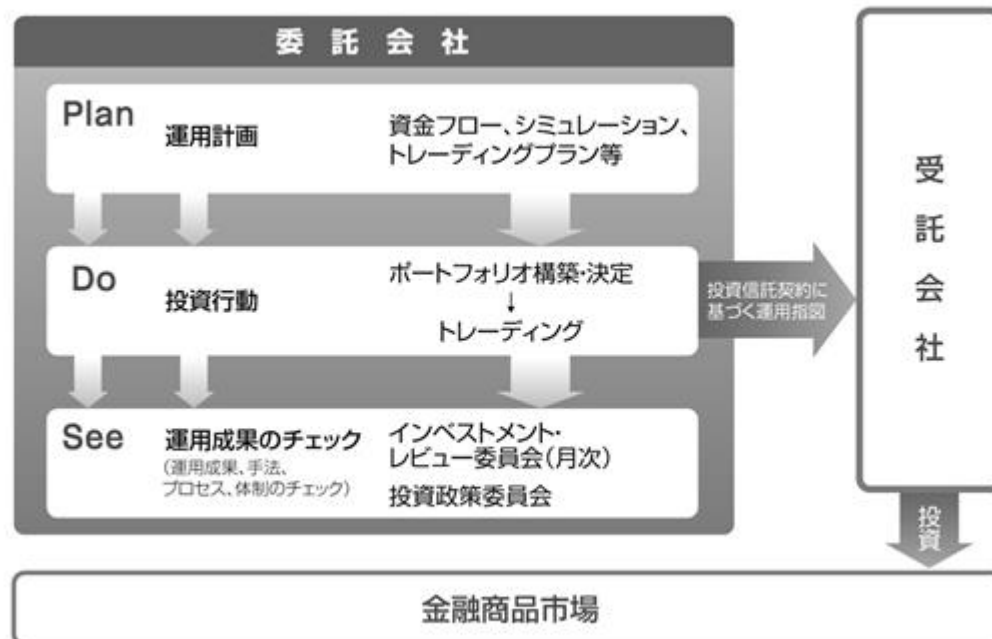 委託会社
Plan
運用計画
資金フロー、シミュレーション、
トレーディングプラン等
Do
投資行動
ポートフォリオ構築・決定
↓
トレーディング
See
運用成果のチェック
(運用成果、手法、
プロセス、体制のチェック)
インベストメント・
レビュー委員会(月次)
投資政策委員会
投資信託契約に
基づく運用指図
受託会社
投資
金融商品市場